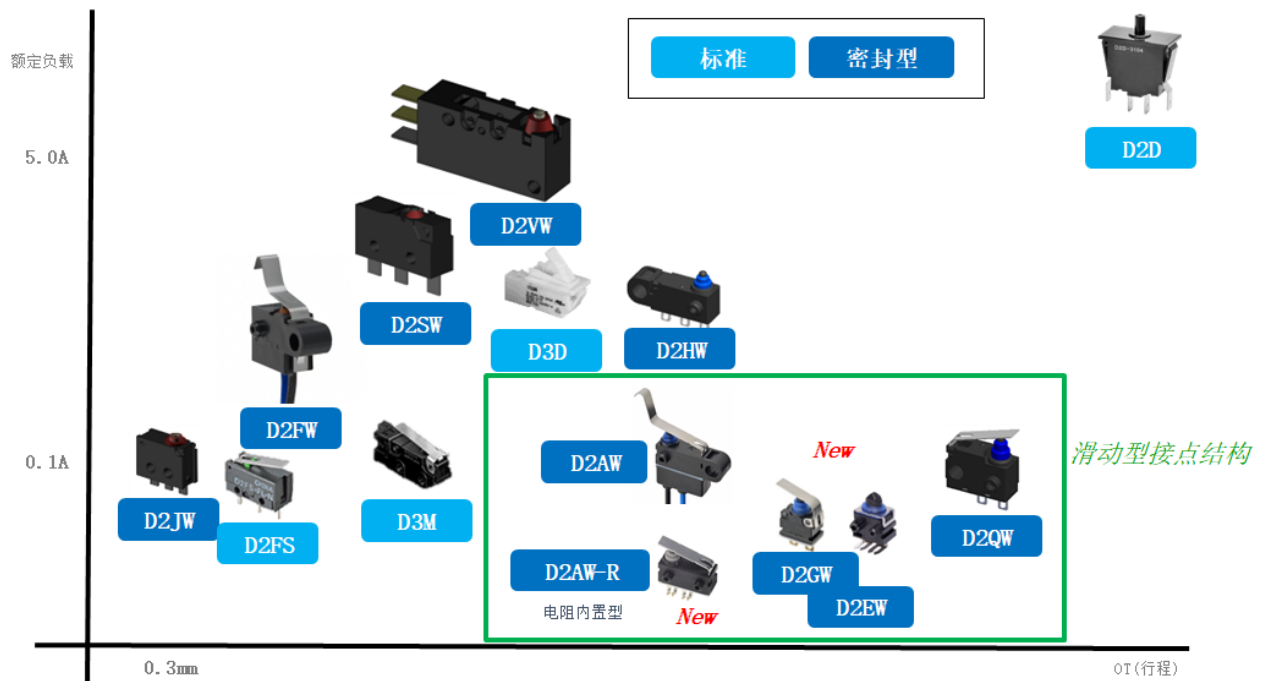 额定负载
标准
密封型
D2D-3104
5.0A
D2D
D2VW
D2SW
D3D
D2HW
D2FW
0.1A
D2AW
New
滑动型接点结构
D2JW
D2FS
D3M
D2QW
D2AW-R
D2GW
D2EW
电阻内置型
New
0.3mm
OT(行程)